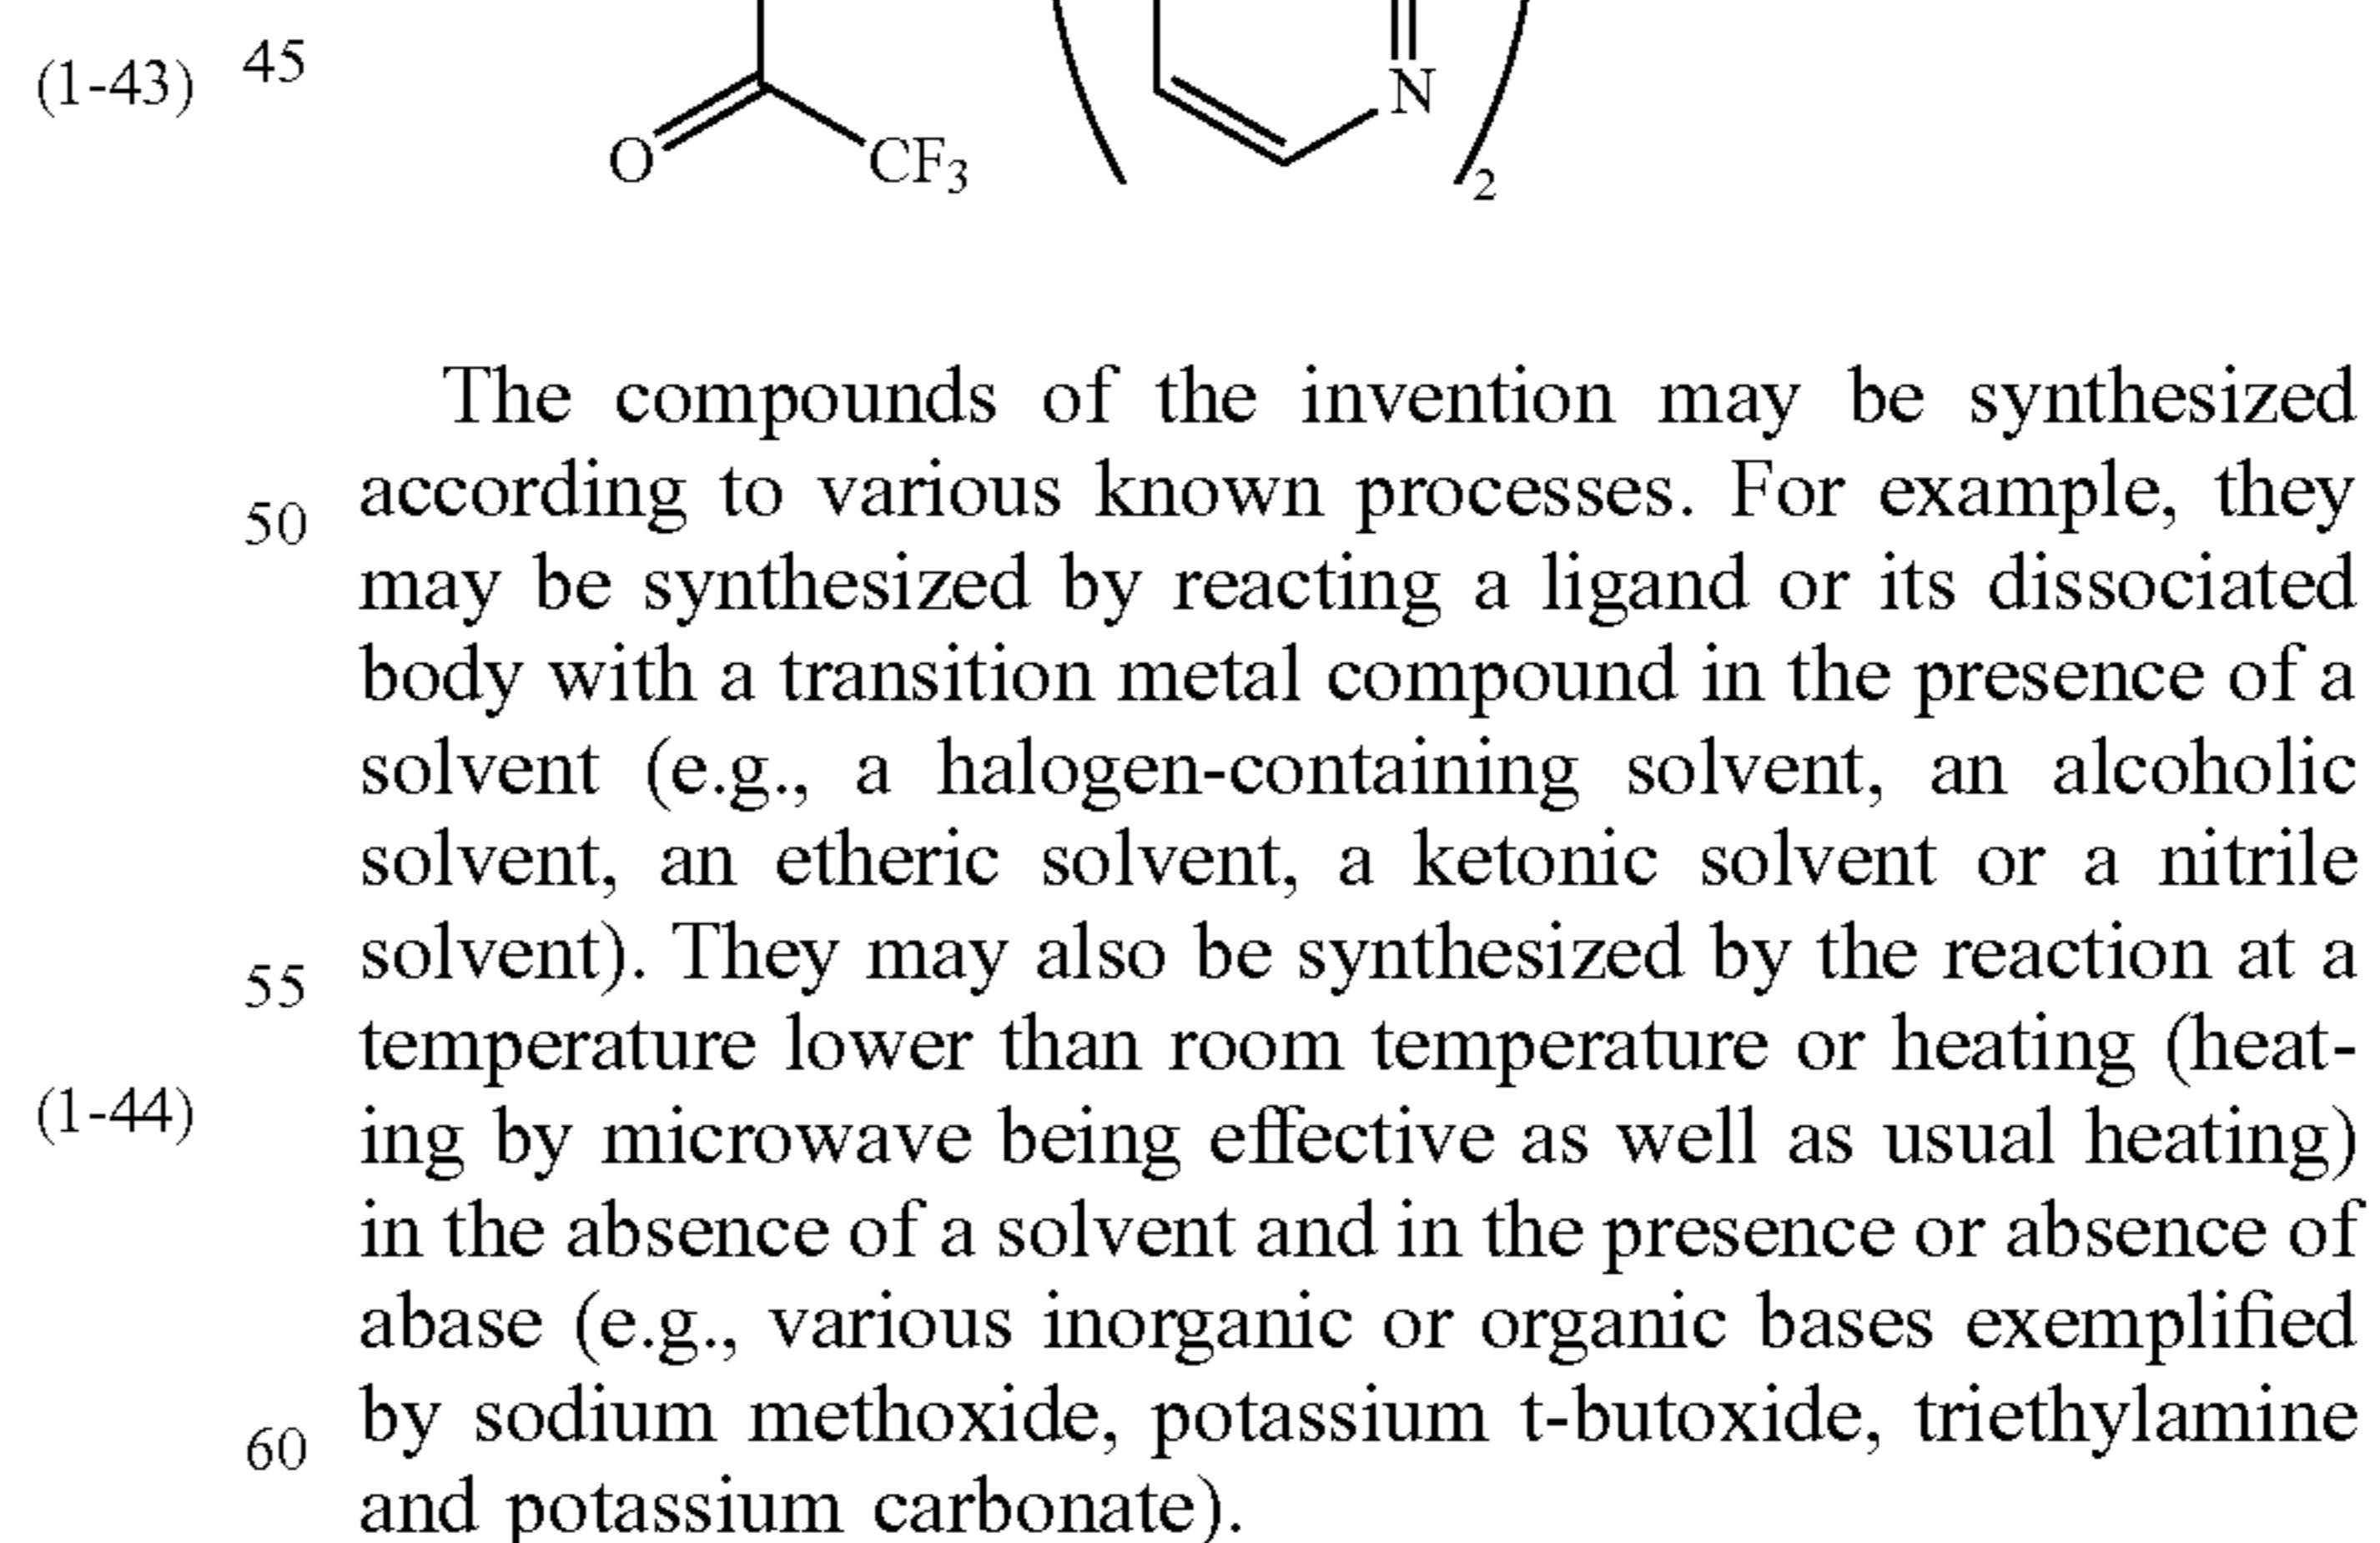 (1-43)
45
N
O
CF3
2
The compounds of the invention may be synthesized
50
according to various known processes. For example, they
may be synthesized by reacting a ligand or its dissociated
body with a transition metal compound in the presence of a
solvent (e.g., a halogen-containing solvent, an alcoholic
solvent, an etheric solvent, a ketonic solvent or a nitrile
55
solvent). They may also be synthesized by the reaction at a
temperature lower than room temperature or heating (heat-
(1-44)
ing by microwave being effective as well as usual heating)
in the absence of a solvent and in the presence or absence of
abase (e.g., various inorganic or organic bases exemplified
60
by sodium methoxide, potassium t-butoxide, triethylamine
and potassium carbonate).